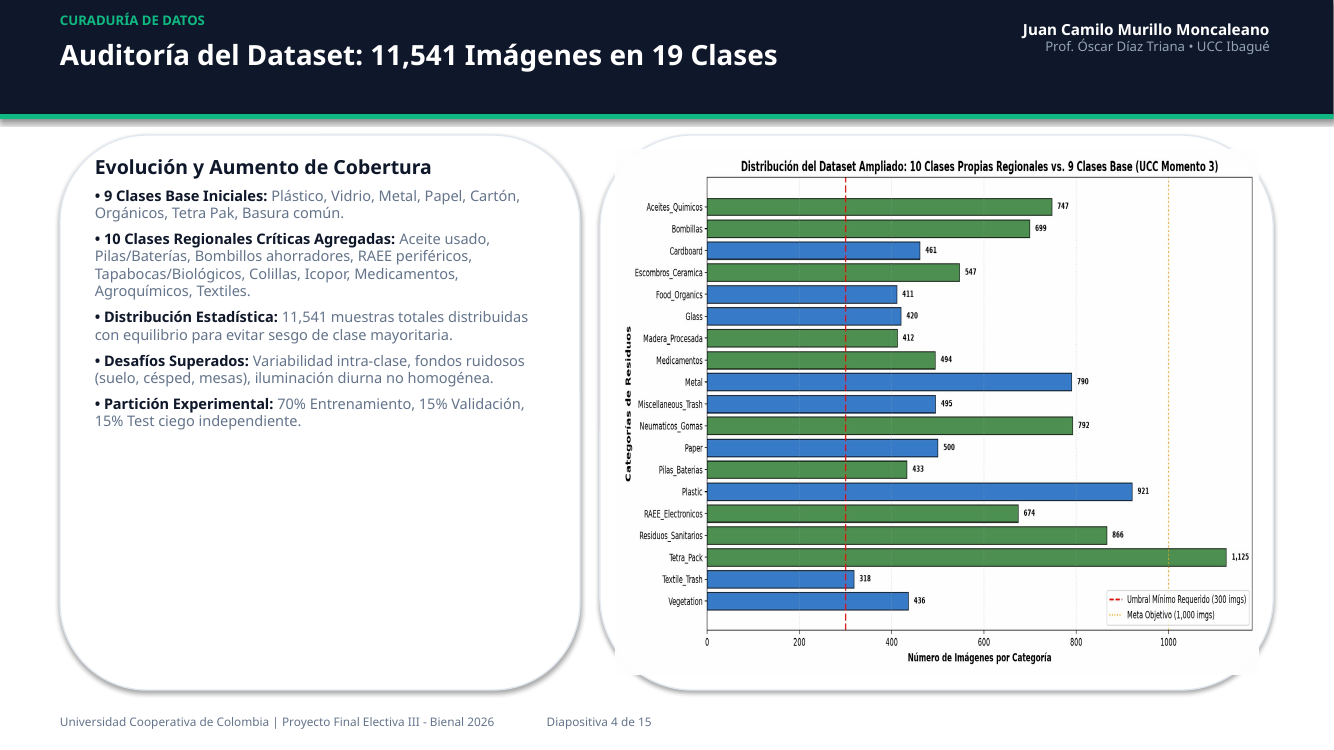 CURADURÍA DE DATOS
Auditoría del Dataset: 11,541 Imágenes en 19 Clases
Juan Camilo Murillo Moncaleano
Prof. Óscar Díaz Triana • UCC Ibagué
Evolución y Aumento de Cobertura
• 9 Clases Base Iniciales: Plástico, Vidrio, Metal, Papel, Cartón,
Orgánicos, Tetra Pak, Basura común.
• 10 Clases Regionales Críticas Agregadas: Aceite usado,
Pilas/Baterías, Bombillos ahorradores, RAEE periféricos,
Tapabocas/Biológicos, Colillas, Icopor, Medicamentos,
Agroquímicos, Textiles.
• Distribución Estadística: 11,541 muestras totales distribuidas
con equilibrio para evitar sesgo de clase mayoritaria.
• Desafíos Superados: Variabilidad intra-clase, fondos ruidosos
(suelo, césped, mesas), iluminación diurna no homogénea.
• Partición Experimental: 70% Entrenamiento, 15% Validación,
15% Test ciego independiente.
Distribución del Dataset Ampliado: 10 Clases Propias Regionales vs. 9 Clases Base (UCC Momento 3)
Categorías de Residuos
Aceites_Quimicos 747
Bombillas 699
Cardboard 461
Escombros_Ceramica 547
Food_Organics 411
Glass 420
Madera_Procesada 412
Medicamentos 494
Metal 790
Miscellaneous_Trash 495
Neumaticos_Gomas 792
Paper 500
Pilas_Baterias 433
Plastic 921
RAEE_Electronicos 674
Residuos_Sanitarios 866
Tetra_Pack 1,125
Textile_Trash 318
Vegetation 436
Umbral Mínimo Requerido (300 imgs)
Meta Objetivo (1,000 imgs)
0 200 400 600 800 1000
Número de Imágenes por Categoría
Universidad Cooperativa de Colombia | Proyecto Final Electiva III - Bienal 2026
Diapositiva 4 de 15